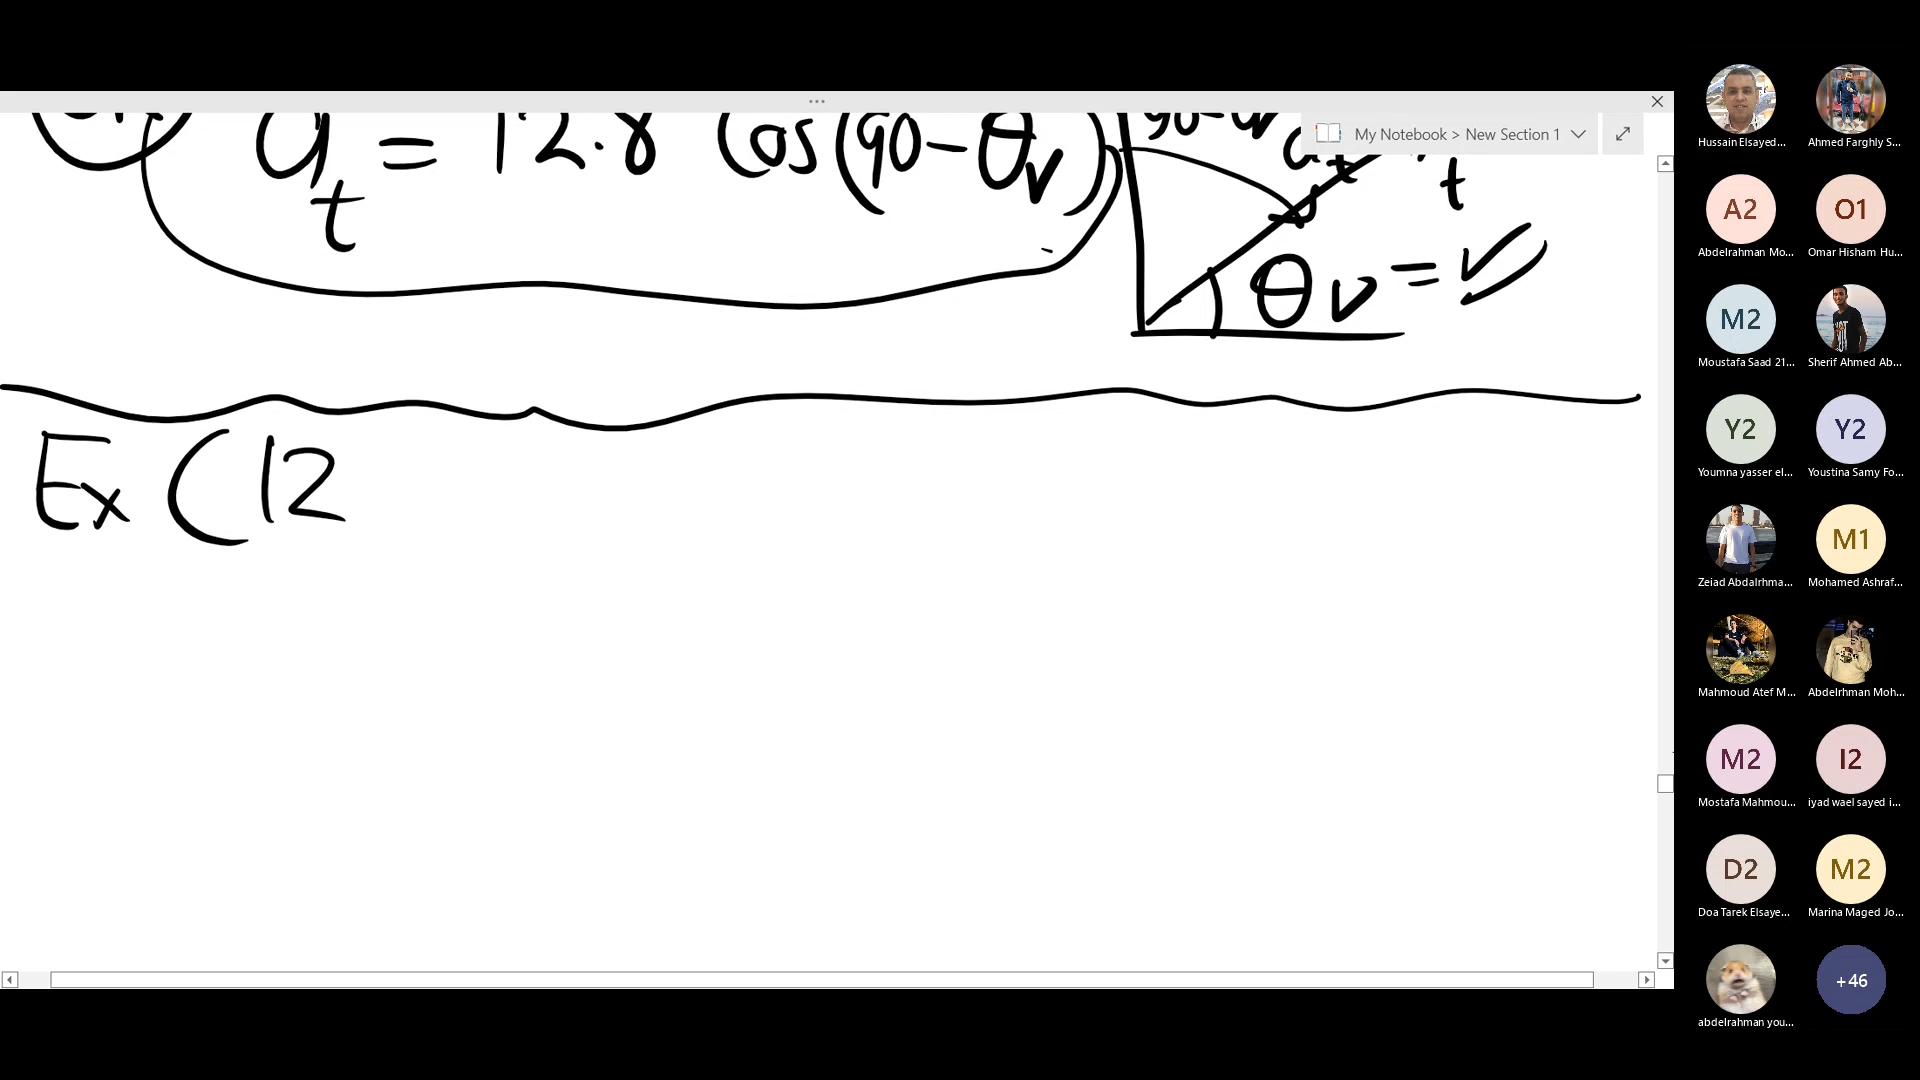 a_t = 12.8 Cos(90-θv)
t
My Notebook > New Section 1
θv =
Ex (12
Hussain Elsayed...
Ahmed Farghly S...
A2
O1
Abdelrahman Mo...
Omar Hisham Hu...
M2
Moustafa Saad 21...
Sherif Ahmed Ab...
Y2
Y2
Youmna yasser el...
Youstina Samy Fo...
M1
Zeiad Abdalrhma...
Mohamed Ashraf...
Mahmoud Atef M...
Abdelrhman Moh...
M2
I2
Mostafa Mahmou...
iyad wael sayed i...
D2
M2
Doa Tarek Elsaye...
Marina Maged Jo...
+46
abdelrahman you...